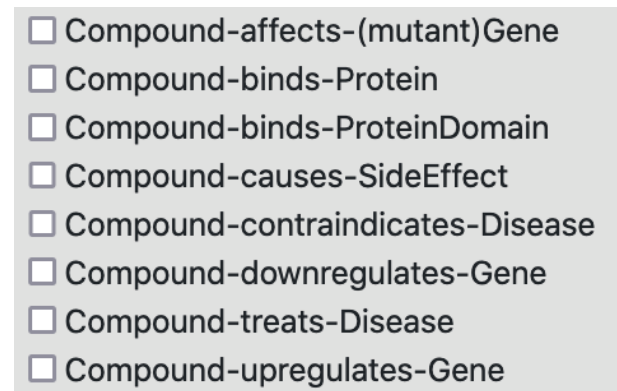 Compound-affects-(mutant)Gene
Compound-binds-Protein
Compound-binds-ProteinDomain
Compound-causes-SideEffect
Compound-contraindicates-Disease
Compound-downregulates-Gene
Compound-treats-Disease
Compound-upregulates-Gene